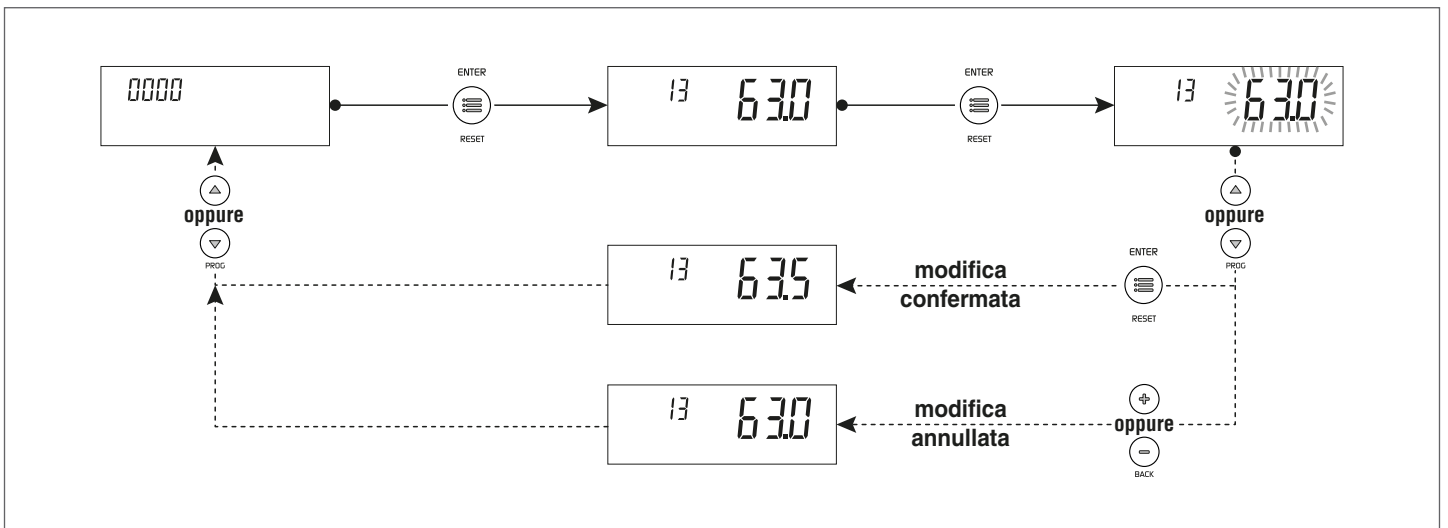 0000
ENTER
RESET
13 63.0
ENTER
RESET
13 63.0
oppure
PROG
oppure
PROG
13 63.5
modifica
confermata
ENTER
RESET
13 63.0
modifica
annullata
oppure
BACK